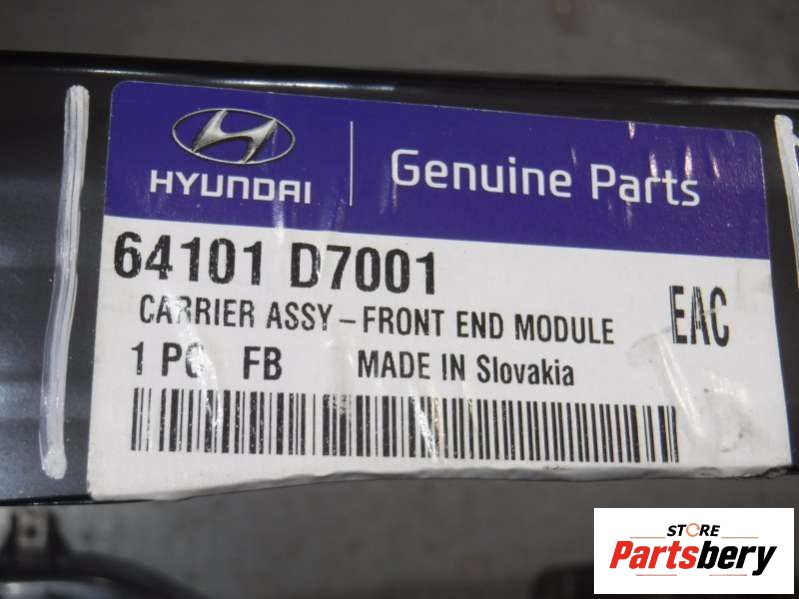 HYUNDAI
Genuine Parts
64101 D7001
CARRIER ASSY – FRONT END MODULE
EAC
1 PC FB MADE IN Slovakia
STORE
Partsbery